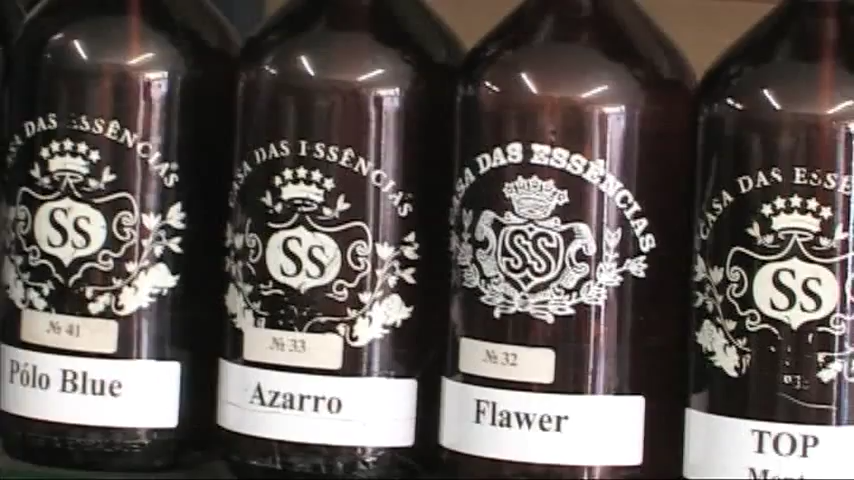 CASA DAS ESSÊNCIAS
SS
№ 41
Pólo Blue
CASA DAS ESSÊNCIAS
SS
№ 33
Azarro
CASA DAS ESSÊNCIAS
SS
№ 32
Flawer
CASA DAS ESSE
SS
TOP